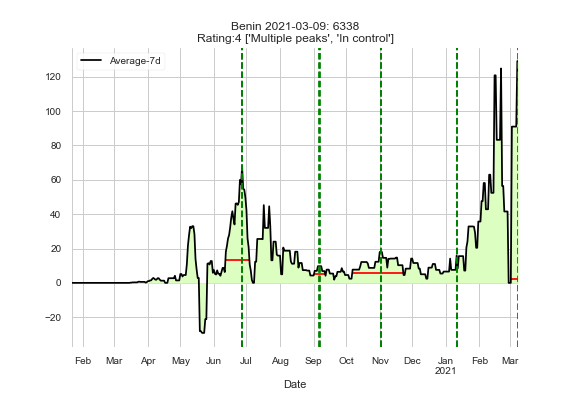 Benin 2021-03-09: 6338
Rating:4 ['Multiple peaks', 'In control']
Average-7d
120
100
80
60
40
20
0
−20
Feb Mar Apr May Jun Jul Aug Sep Oct Nov Dec Jan Feb Mar
2021
Date